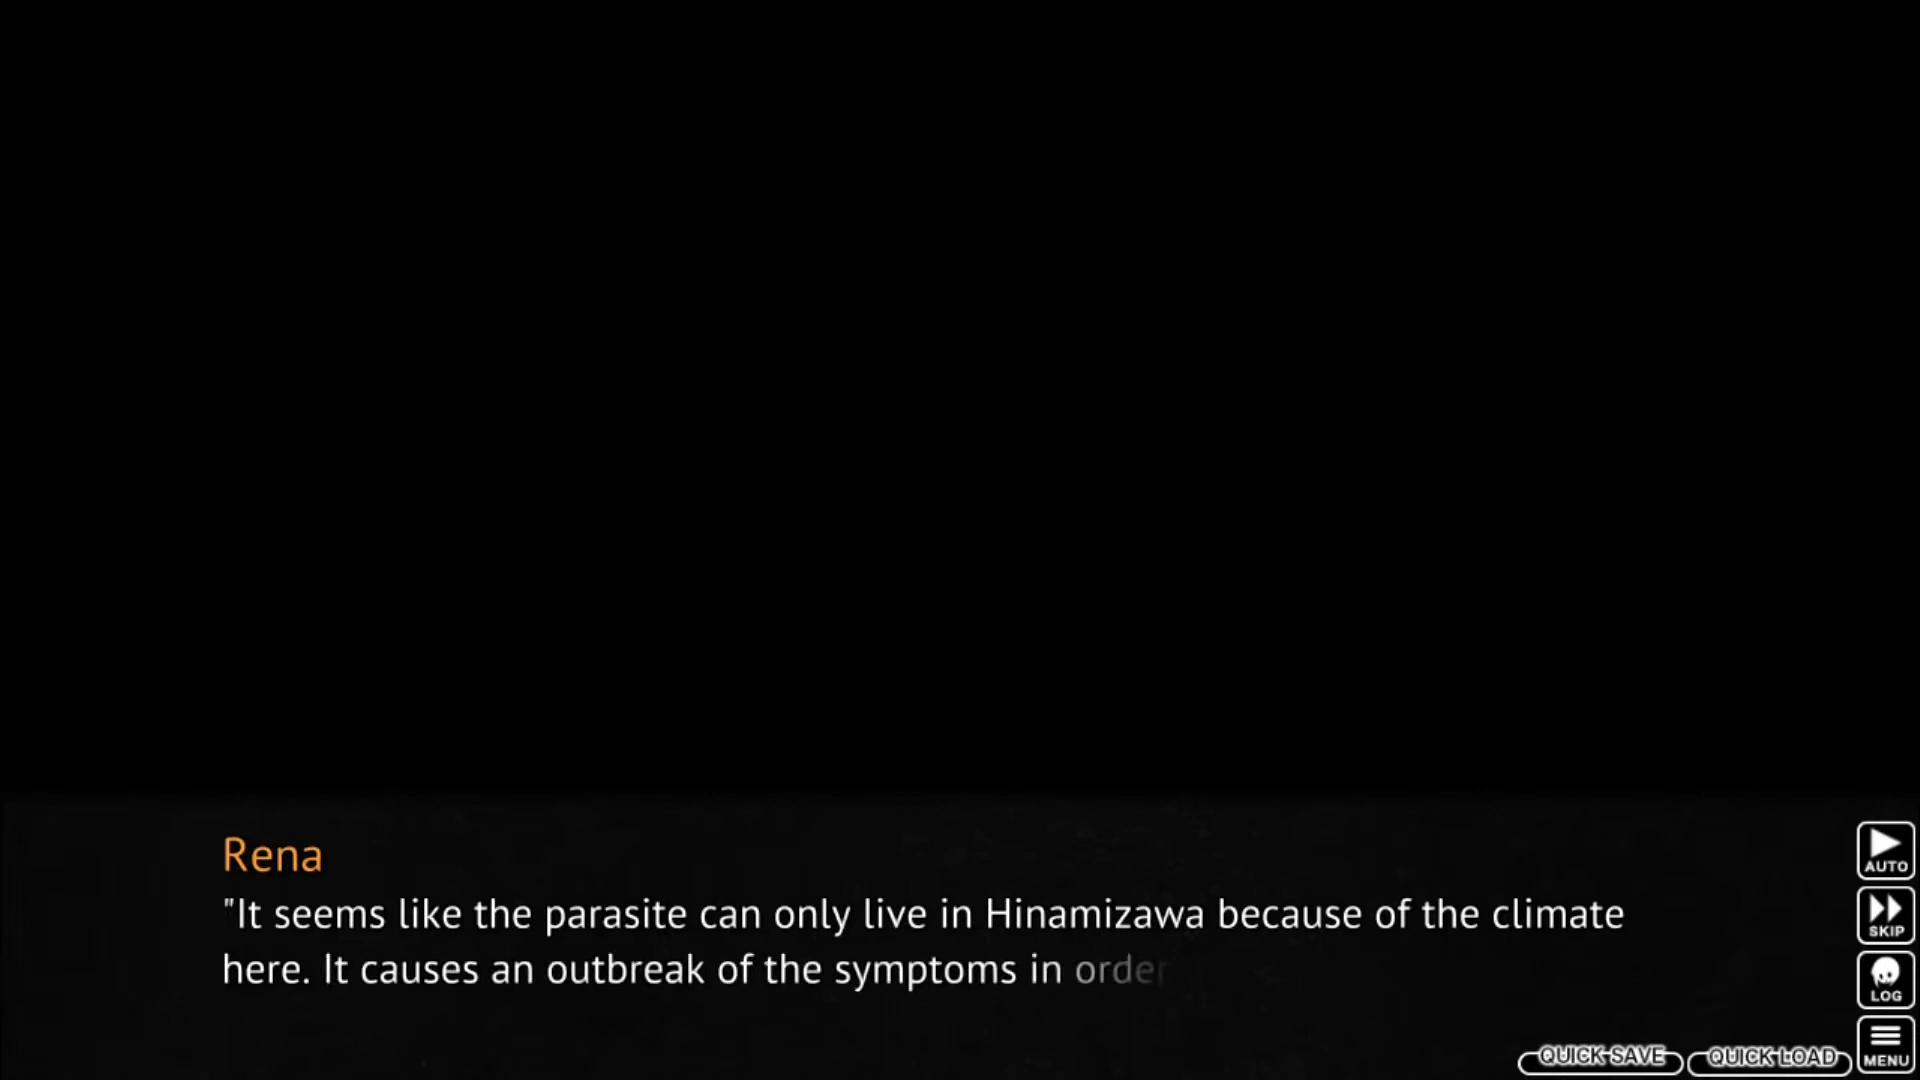 Rena
"It seems like the parasite can only live in Hinamizawa because of the climate
here. It causes an outbreak of the symptoms in order
AUTO
SKIP
LOG
MENU
QUICK SAVE
QUICK LOAD